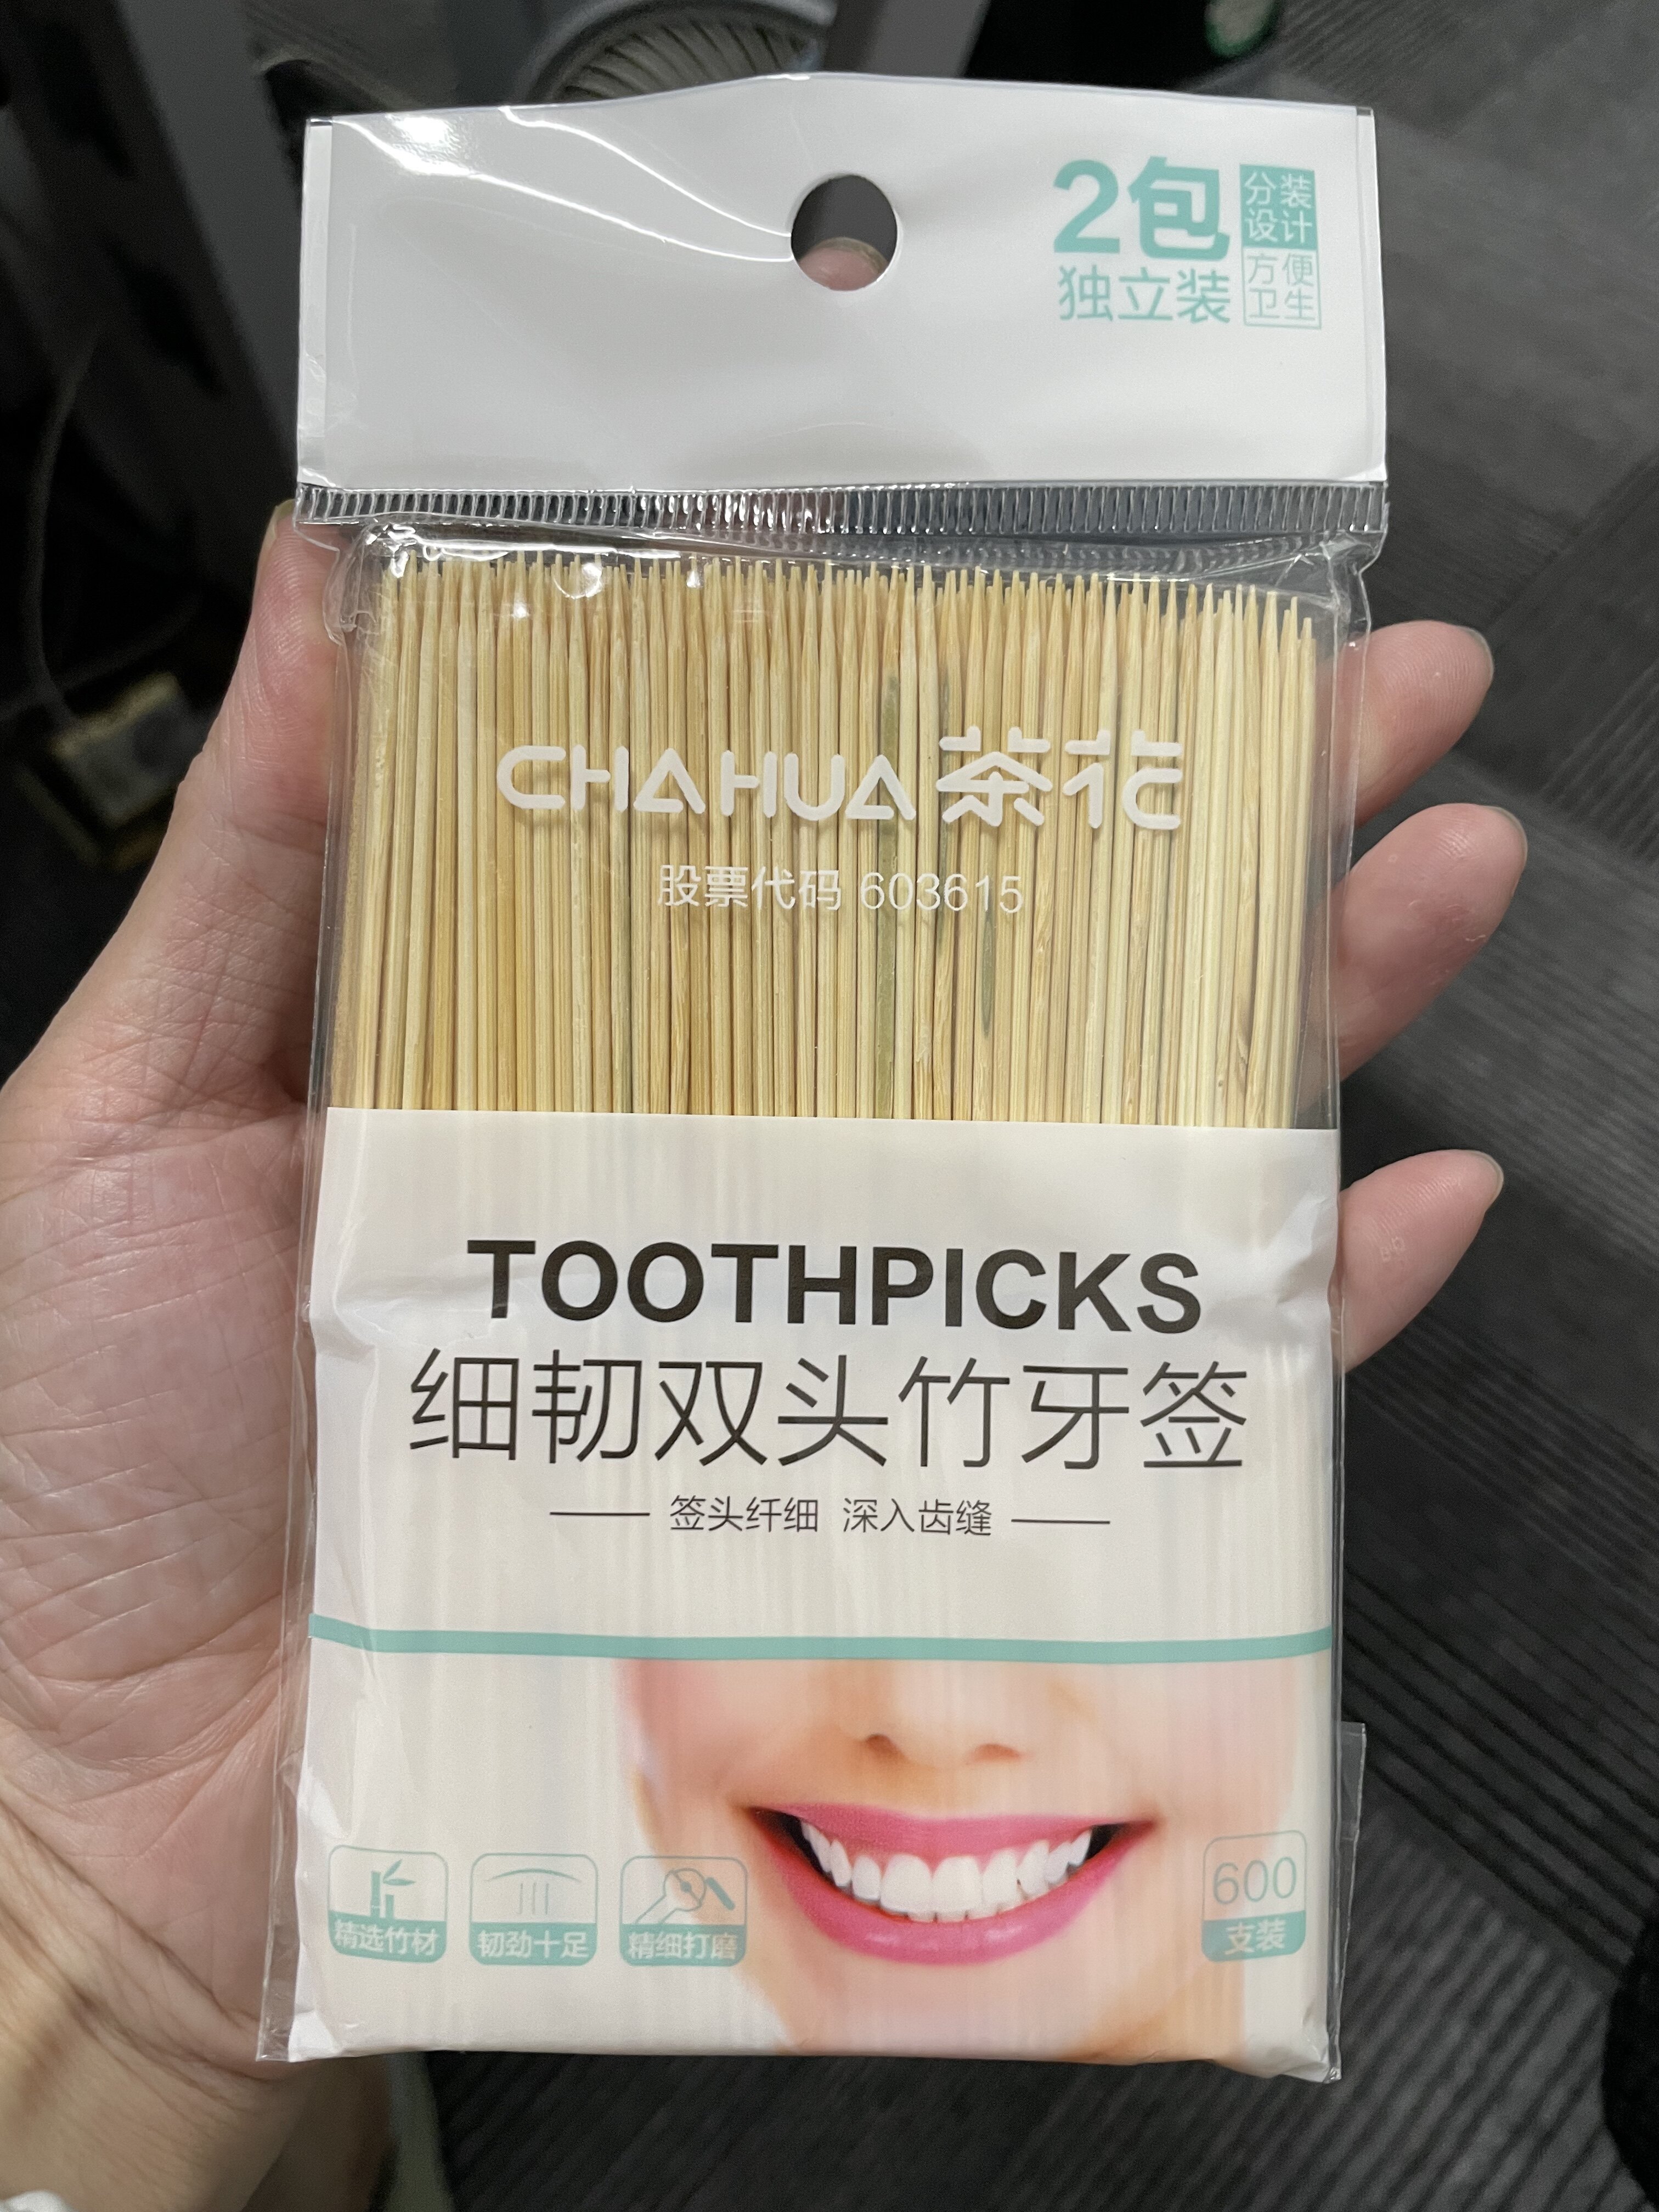 2包
独立装
分装
设计
方便
卫生
CHAHUA 茶花
股票代码 603615
TOOTHPICKS
细韧双头竹牙签
签头纤细 深入齿缝
精选竹材
韧劲十足
精细打磨
600
支装